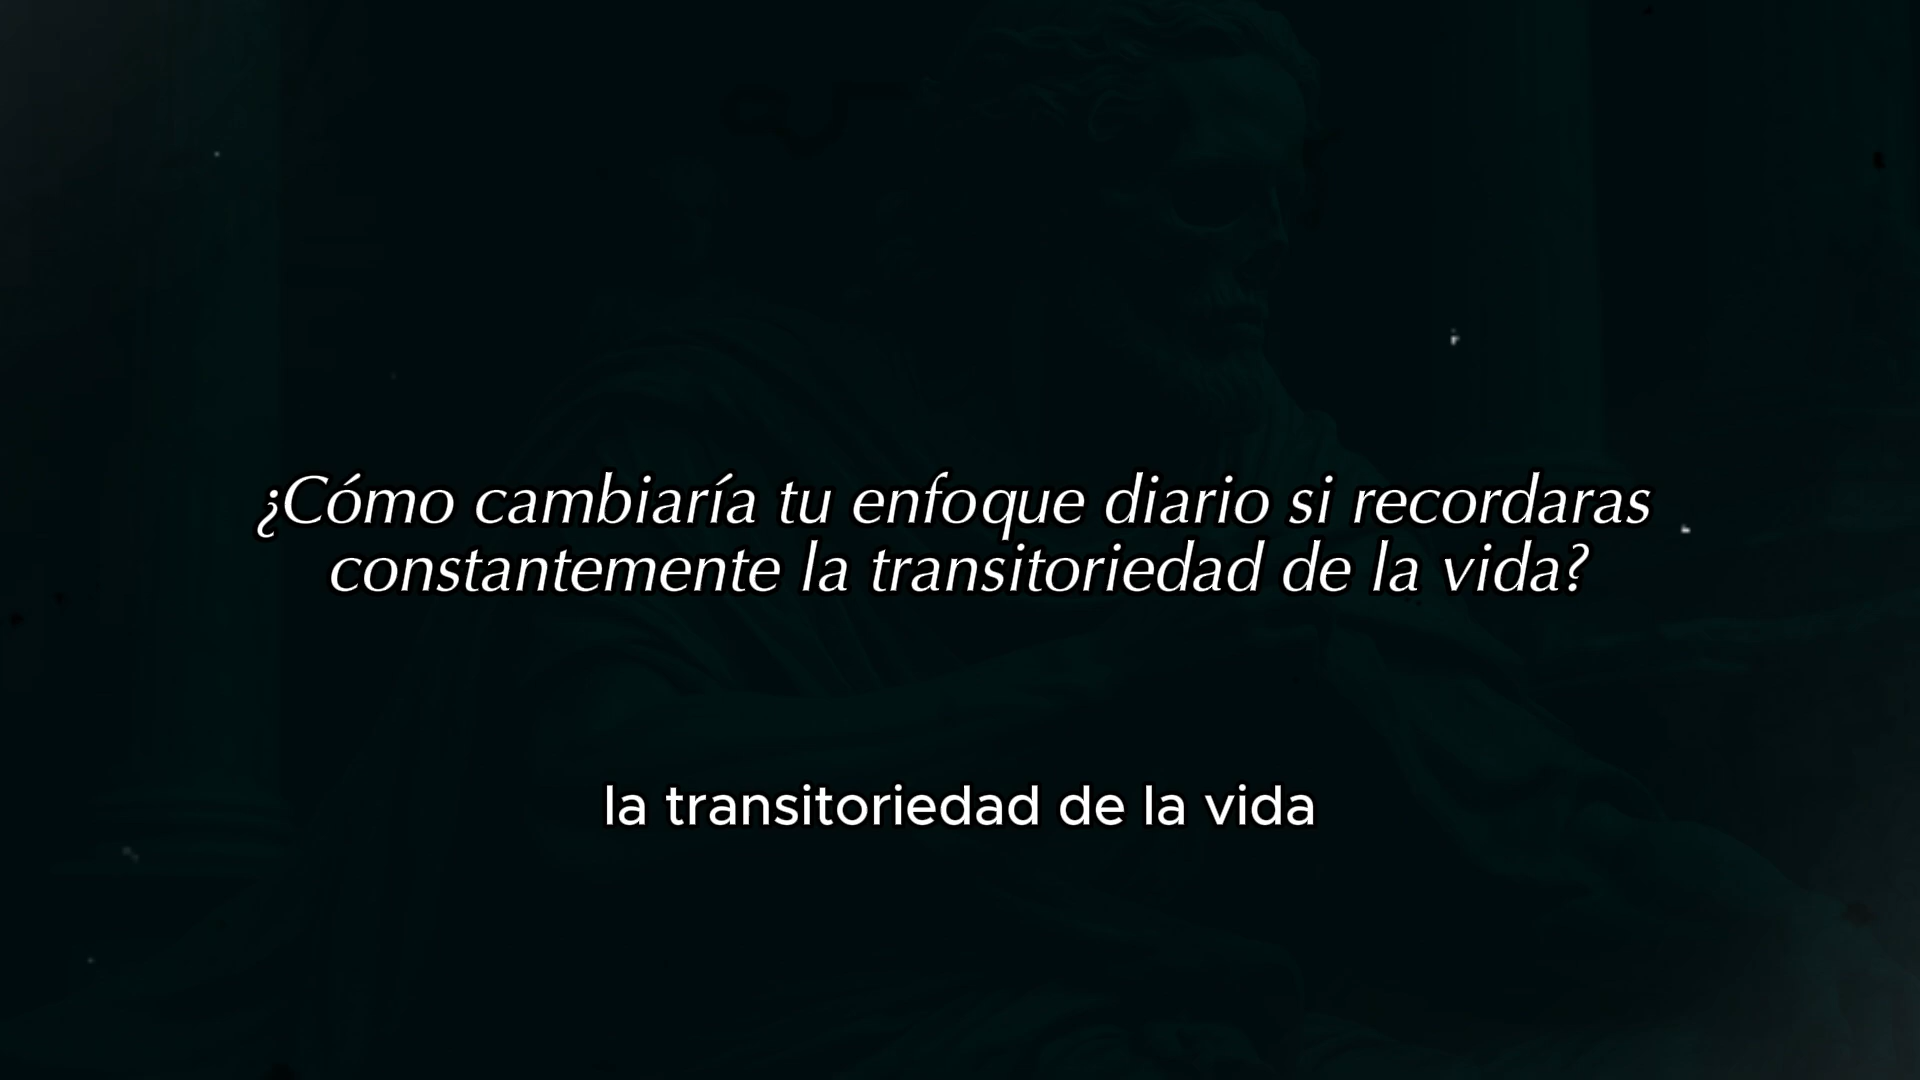 ¿Cómo cambiaría tu enfoque diario si recordaras
constantemente la transitoriedad de la vida?
la transitoriedad de la vida